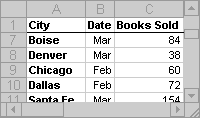 A B C
1 City Date Books Sold
7 Boise Mar 84
8 Denver Mar 38
9 Chicago Feb 60
10 Dallas Feb 72
11 Santa Fe Mar 154